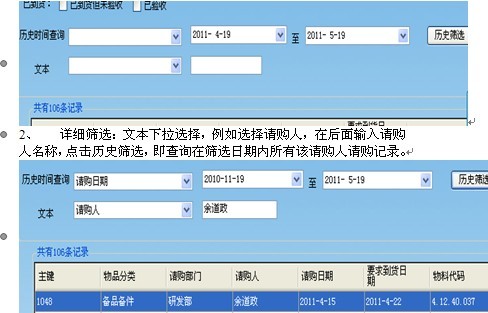 已到货： 已到货但未验收 已验收
历史时间查询 2011- 4-19 至 2011- 5-19 历史筛选
文本
共有106条记录
要求到货日
2、 详细筛选：文本下拉选择，例如选择请购人，在后面输入请购
人名称，点击历史筛选，即查询在筛选日期内所有该请购人请购记录。
历史时间查询 请购日期 2010-11-19 至 2011- 5-19 历史筛
文本 请购人 余道政
共有106条记录
主键 物品分类 请购部门 请购人 请购日期 要求到货日期 物料代码
1048 备品备件 研发部 余道政 2011-4-15 2011-4-22 4.12.40.037